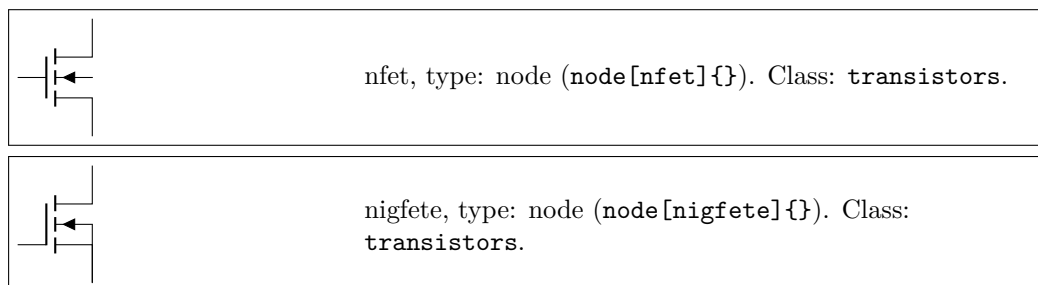 nfet, type: node (node[nfet]{}). Class: transistors.
nigfete, type: node (node[nigfete]{}). Class:
transistors.